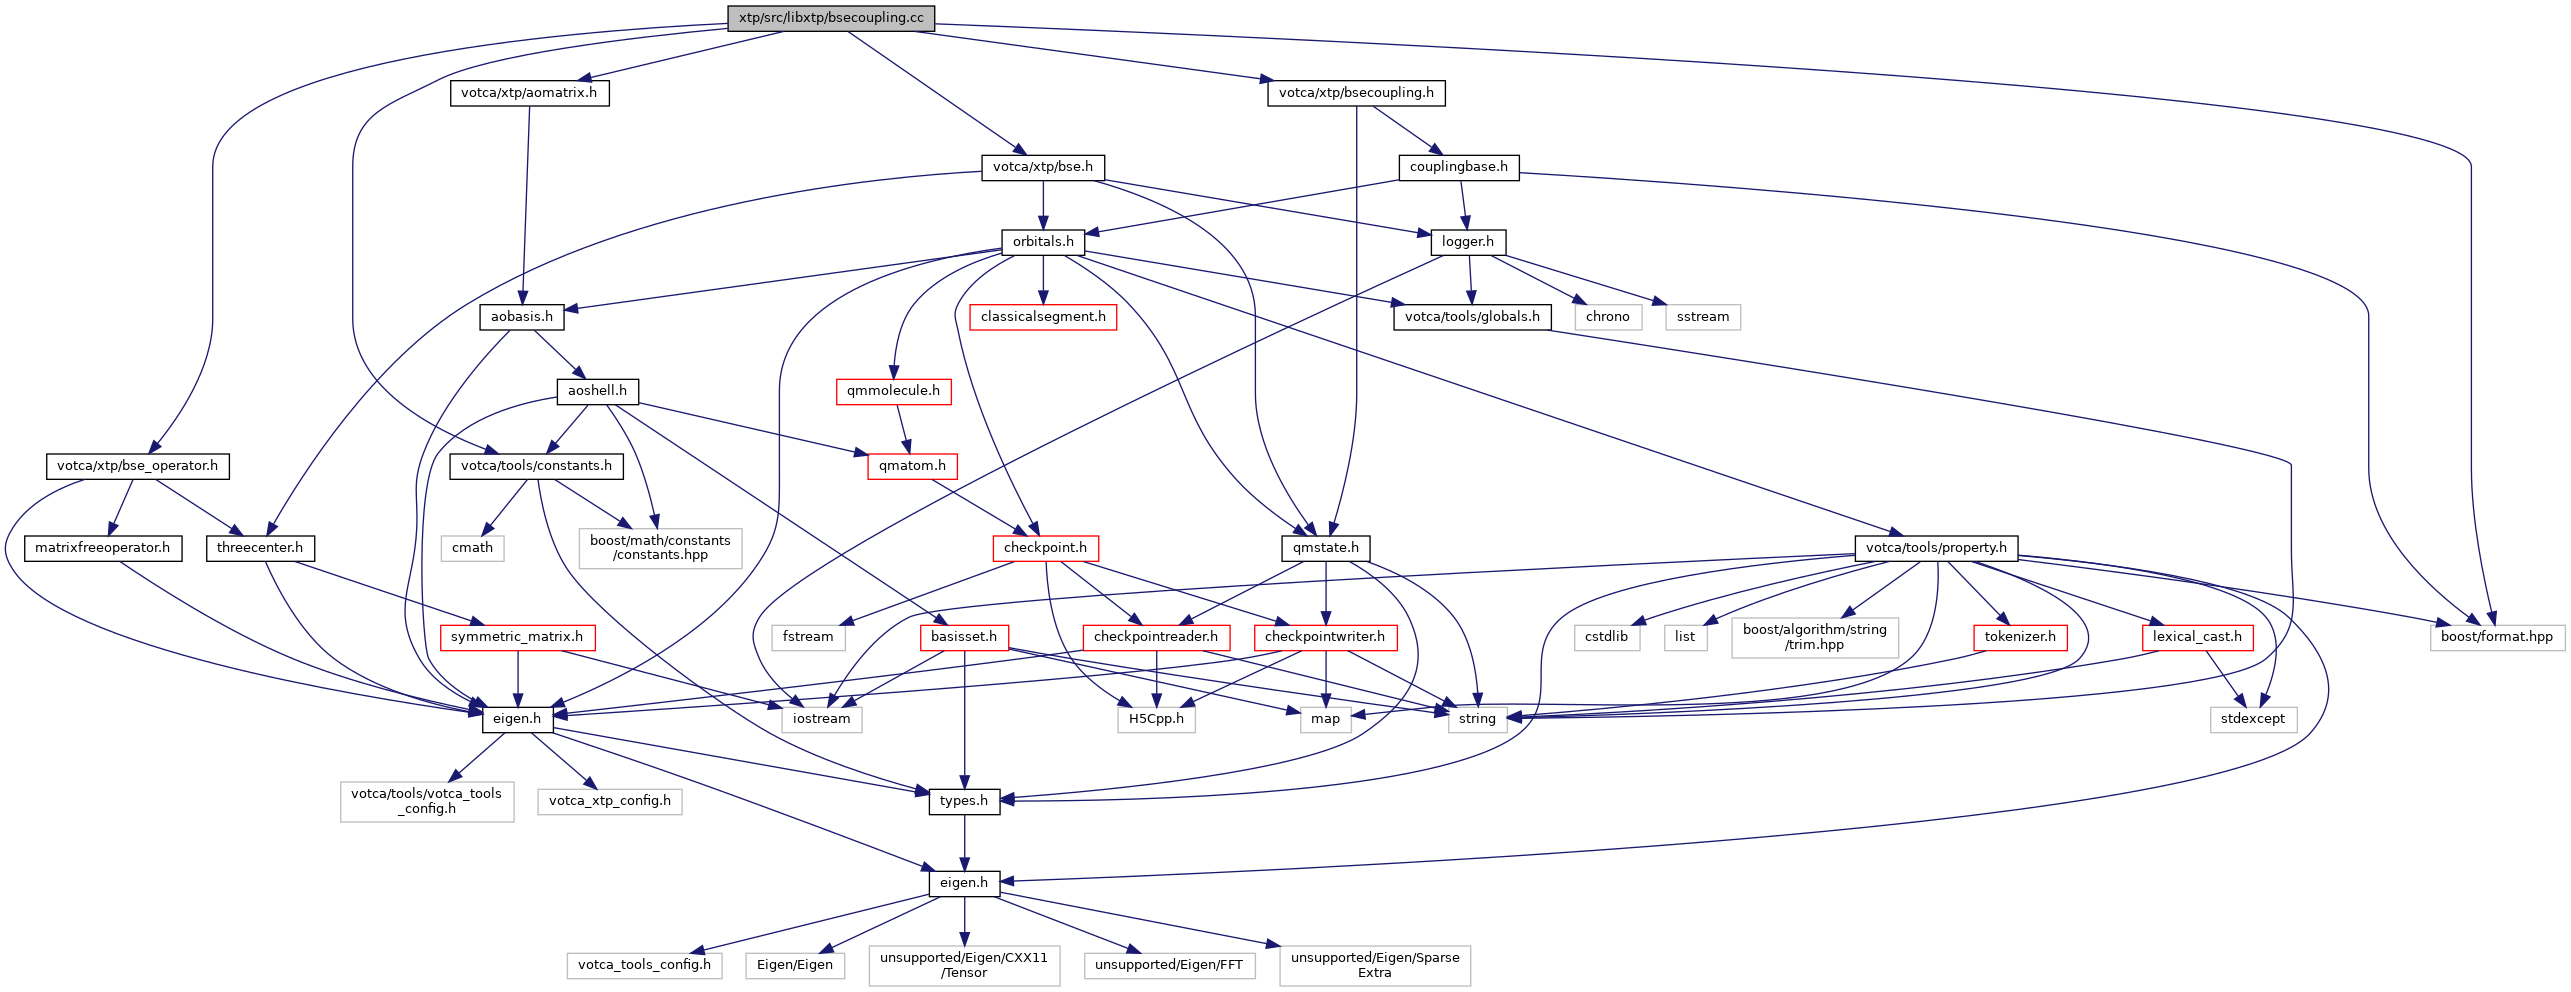 xtp/src/libxtp/bsecoupling.cc
votca/xtp/aomatrix.h
votca/xtp/bsecoupling.h
votca/xtp/bse.h
couplingbase.h
orbitals.h
logger.h
aobasis.h
classicalsegment.h
votca/tools/globals.h
chrono
sstream
aoshell.h
qmmolecule.h
votca/xtp/bse_operator.h
votca/tools/constants.h
qmatom.h
matrixfreeoperator.h
threecenter.h
cmath
boost/math/constants
/constants.hpp
checkpoint.h
qmstate.h
votca/tools/property.h
symmetric_matrix.h
fstream
basisset.h
checkpointreader.h
checkpointwriter.h
cstdlib
list
boost/algorithm/string
/trim.hpp
tokenizer.h
lexical_cast.h
boost/format.hpp
eigen.h
iostream
H5Cpp.h
map
string
stdexcept
votca/tools/votca_tools
_config.h
votca_xtp_config.h
types.h
eigen.h
votca_tools_config.h
Eigen/Eigen
unsupported/Eigen/CXX11
/Tensor
unsupported/Eigen/FFT
unsupported/Eigen/Sparse
Extra